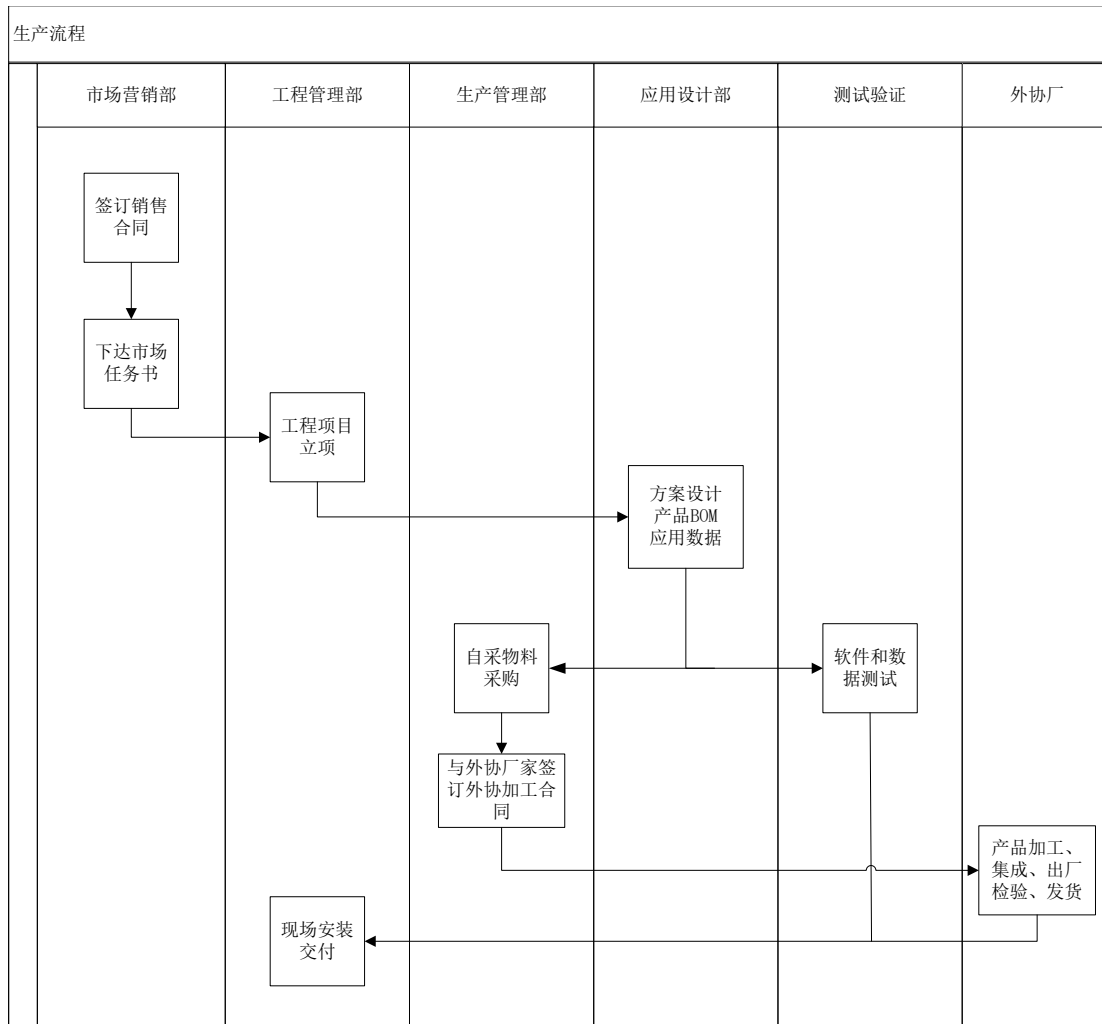 生产流程
市场营销部
工程管理部
生产管理部
应用设计部
测试验证
外协厂
签订销售
合同
下达市场
任务书
工程项目
立项
方案设计
产品BOM
应用数据
自采物料
采购
软件和数
据测试
与外协厂家签
订外协加工合
同
产品加工、
集成、出厂
检验、发货
现场安装
交付